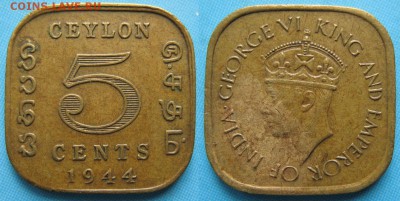 COINS.LAVE.RU
CEYLON
5
CENTS
1944
GEORGE VI KING AND EMPEROR OF INDIA